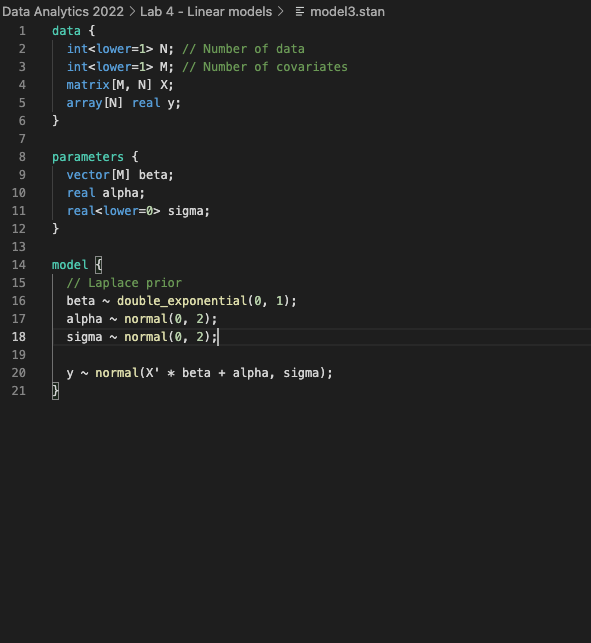 Data Analytics 2022 > Lab 4 - Linear models > model3.stan
1 data {
2   int<lower=1> N; // Number of data
3   int<lower=1> M; // Number of covariates
4   matrix[M, N] X;
5   array[N] real y;
6 }
7
8 parameters {
9   vector[M] beta;
10   real alpha;
11   real<lower=0> sigma;
12 }
13
14 model {
15   // Laplace prior
16   beta ~ double_exponential(0, 1);
17   alpha ~ normal(0, 2);
18   sigma ~ normal(0, 2);
19
20   y ~ normal(X' * beta + alpha, sigma);
21 }